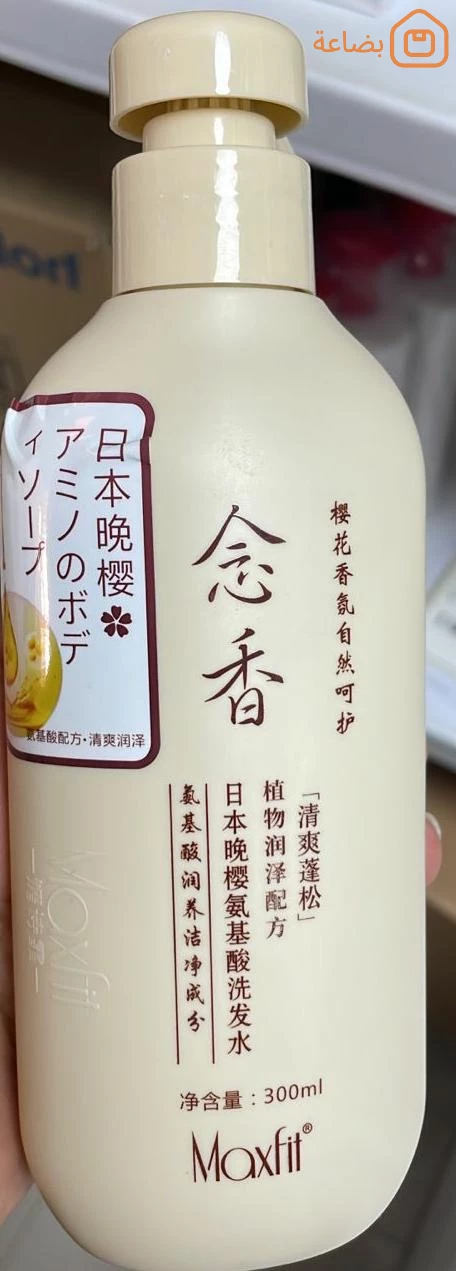 بضاعة
日本晚樱
アミノのボデ
ィソープ
氨基酸配方·清爽润泽
念香
樱花香氛自然呵护
「清爽蓬松」
植物润泽配方
日本晚樱氨基酸洗发水
氨基酸润养洁净成分
净含量：300ml
Maxfit®
Maxfit